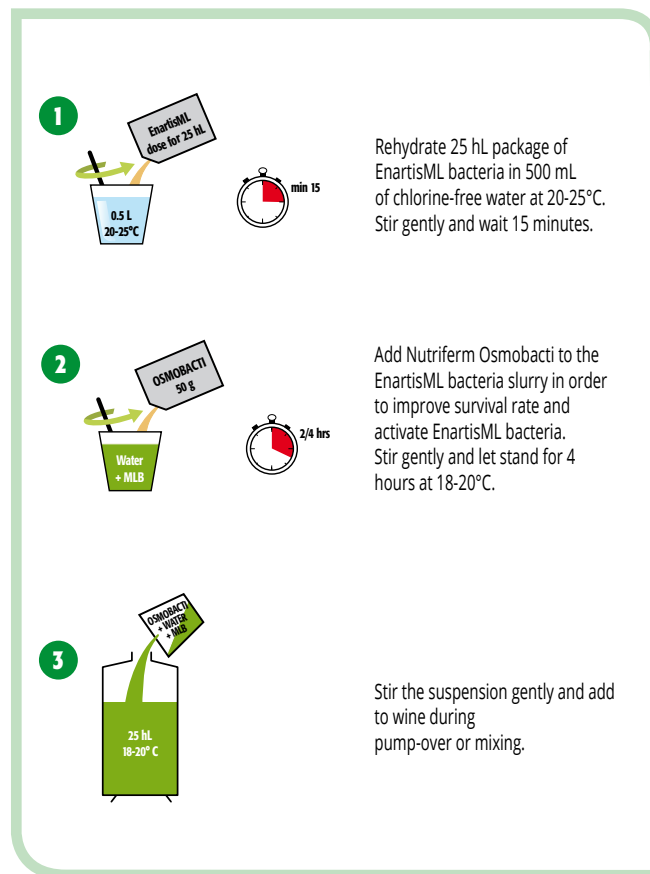 1
EnartisML
dose for 25 hL
0.5 L
20-25°C
min 15
Rehydrate 25 hL package of
EnartisML bacteria in 500 mL
of chlorine-free water at 20-25°C.
Stir gently and wait 15 minutes.
2
OSMOBACTI
50 g
Water
+ MLB
2/4 hrs
Add Nutriferm Osmobacti to the
EnartisML bacteria slurry in order
to improve survival rate and
activate EnartisML bacteria.
Stir gently and let stand for 4
hours at 18-20°C.
3
OSMOBACTI
+ WATER
+ MLB
25 hL
18-20° C
Stir the suspension gently and add
to wine during
pump-over or mixing.